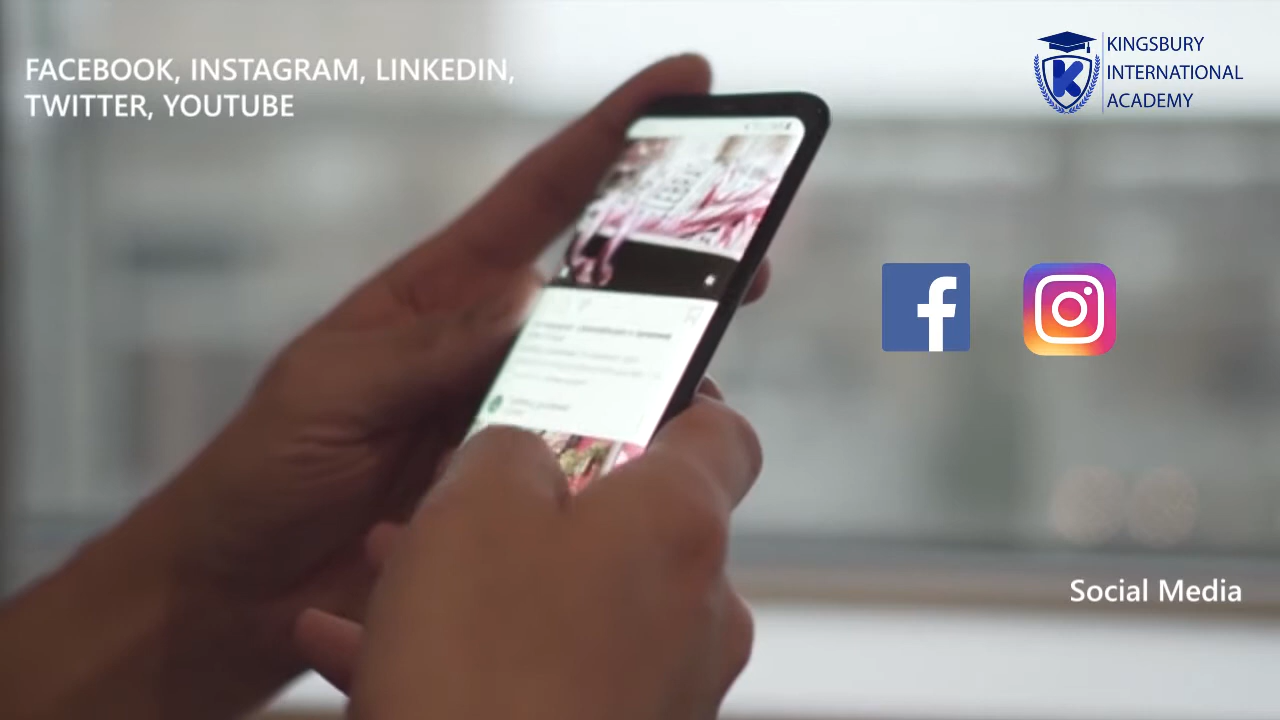 FACEBOOK, INSTAGRAM, LINKEDIN,
TWITTER, YOUTUBE
KINGSBURY
INTERNATIONAL
ACADEMY
Social Media